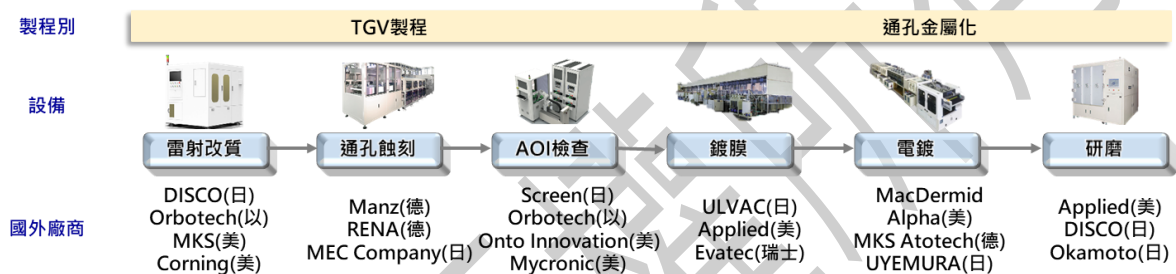 製程別
TGV製程
通孔金屬化
設備
雷射改質
通孔蝕刻
AOI檢查
鍍膜
電鍍
研磨
國外廠商
DISCO(日)
Orbotech(以)
MKS(美)
Corning(美)
Manz(德)
RENA(德)
MEC Company(日)
Screen(日)
Orbotech(以)
Onto Innovation(美)
Mycronic(美)
ULVAC(日)
Applied(美)
Evatec(瑞士)
MacDermid
Alpha(美)
MKS Atotech(德)
UYEMURA(日)
Applied(美)
DISCO(日)
Okamoto(日)